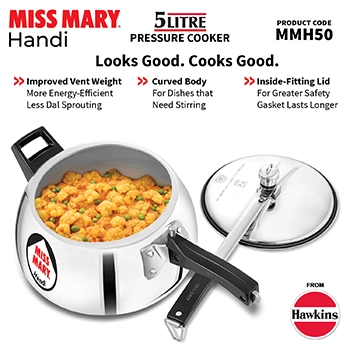 MISS MARY
Handi
5LITRE
PRESSURE COOKER
PRODUCT CODE
MMH50
Looks Good. Cooks Good.
»Improved Vent Weight
More Energy-Efficient
Less Dal Sprouting
»Curved Body
For Dishes that
Need Stirring
»Inside-Fitting Lid
For Greater Safety
Gasket Lasts Longer
MISS
MARY
Handi
FROM
Hawkins